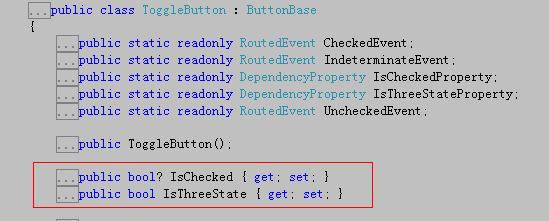 ...public class ToggleButton : ButtonBase
{
...public static readonly RoutedEvent CheckedEvent;
...public static readonly RoutedEvent IndeterminateEvent;
...public static readonly DependencyProperty IsCheckedProperty;
...public static readonly DependencyProperty IsThreeStateProperty;
...public static readonly RoutedEvent UncheckedEvent;
...public ToggleButton();
...public bool? IsChecked { get; set; }
...public bool IsThreeState { get; set; }